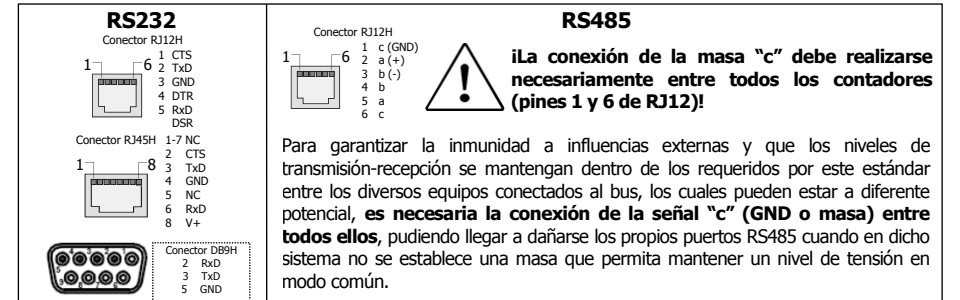 RS232
Conector RJ12H
1 6
1 CTS
2 TxD
3 GND
4 DTR
5 RxD
DSR
Conector RJ45H
1 8
1-7 NC
2 CTS
3 TxD
4 GND
5 NC
6 RxD
8 V+
Conector DB9H
2 RxD
3 TxD
5 GND
RS485
Conector RJ12H
1 6
1 c (GND)
2 a (+)
3 b (-)
4 b
5 a
6 c
¡La conexión de la masa “c” debe realizarse
necesariamente entre todos los contadores
(pines 1 y 6 de RJ12)!
Para garantizar la inmunidad a influencias externas y que los niveles de
transmisión-recepción se mantengan dentro de los requeridos por este estándar
entre los diversos equipos conectados al bus, los cuales pueden estar a diferente
potencial, es necesaria la conexión de la señal “c” (GND o masa) entre
todos ellos, pudiendo llegar a dañarse los propios puertos RS485 cuando en dicho
sistema no se establece una masa que permita mantener un nivel de tensión en
modo común.